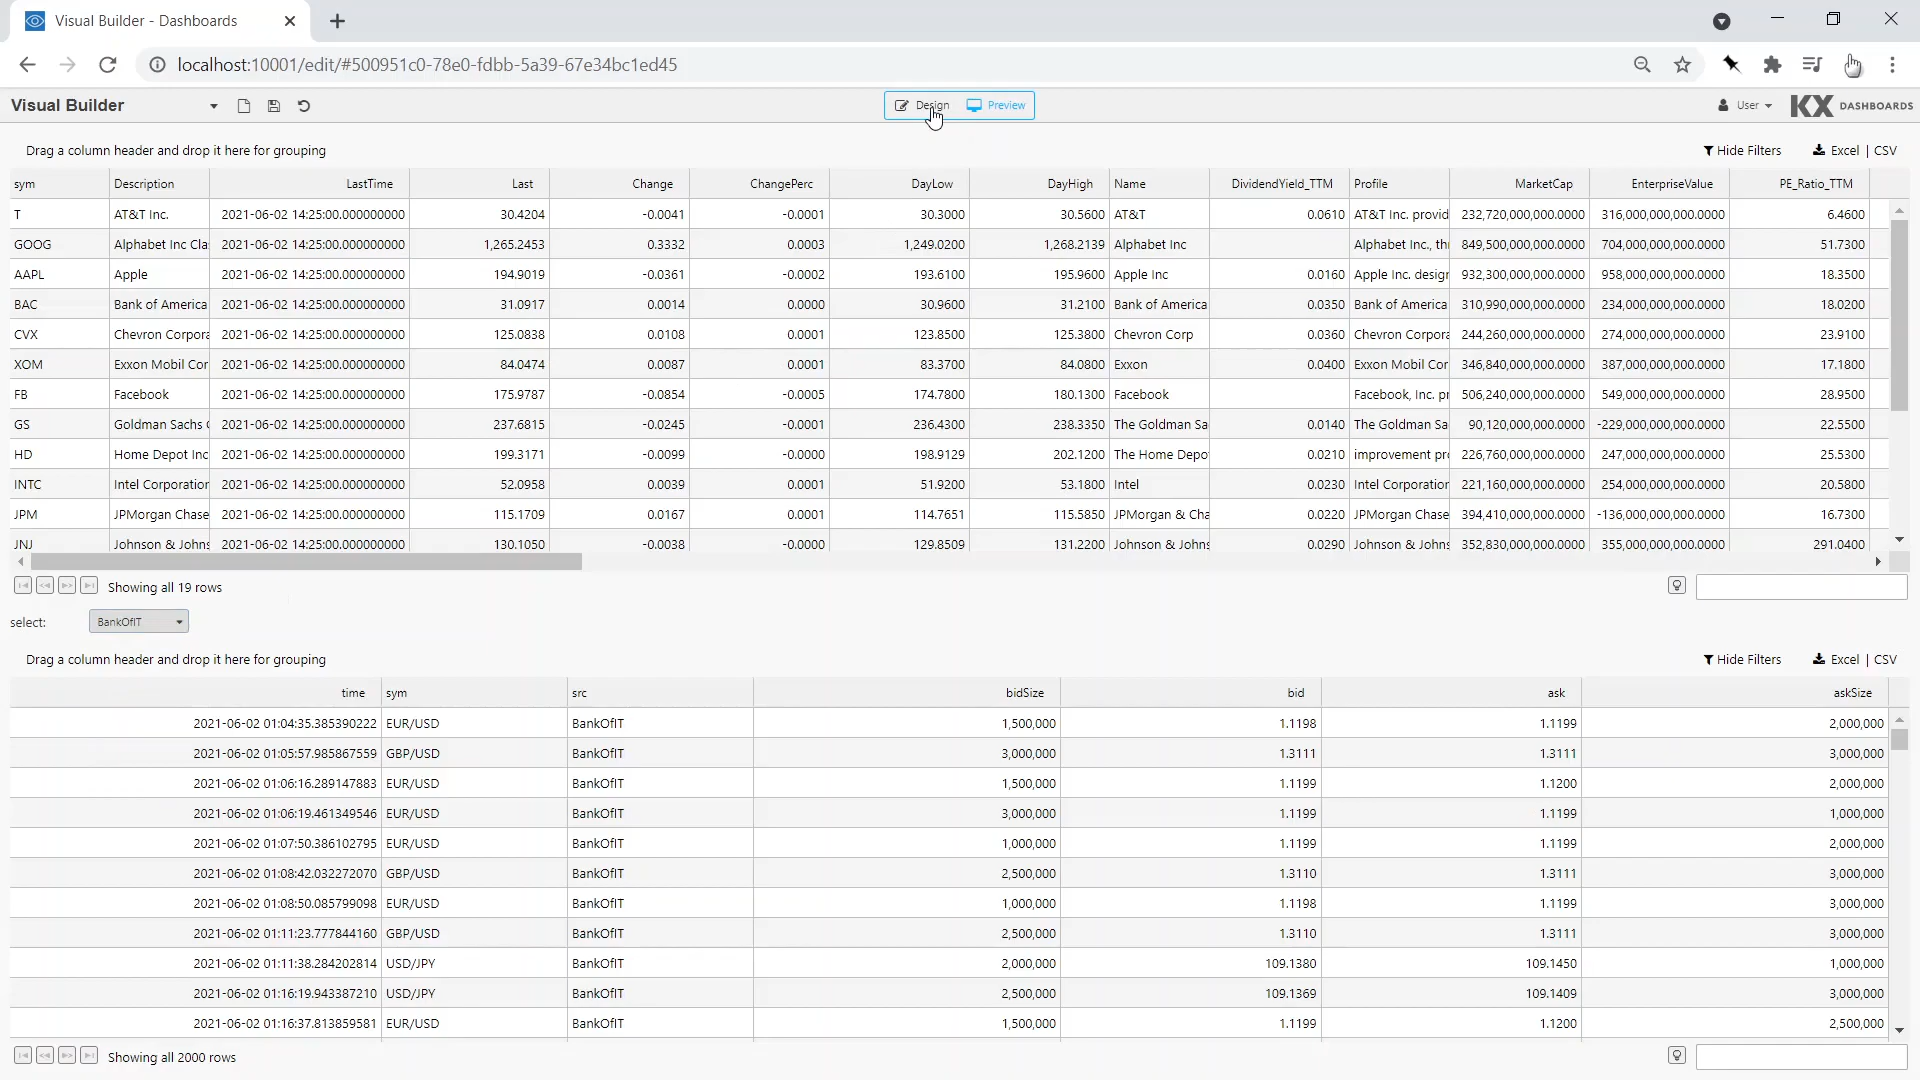 Visual Builder - Dashboards
localhost:10001/edit/#500951c0-78e0-fdbb-5a39-67e34bc1ed45
Visual Builder Design Preview User KX DASHBOARDS
Drag a column header and drop it here for grouping Hide Filters Excel | CSV
sym Description LastTime Last Change ChangePerc DayLow DayHigh Name DividendYield_TTM Profile MarketCap EnterpriseValue PE_Ratio_TTM
T AT&T Inc. 2021-06-02 14:25:00.000000000 30.4204 -0.0041 -0.0001 30.3000 30.5600 AT&T 0.0610 AT&T Inc. provid 232,720,000,000.0000 316,000,000,000.0000 6.4600
GOOG Alphabet Inc Cla 2021-06-02 14:25:00.000000000 1,265.2453 0.3332 0.0003 1,249.0200 1,268.2139 Alphabet Inc Alphabet Inc., thr 849,500,000,000.0000 704,000,000,000.0000 51.7300
AAPL Apple 2021-06-02 14:25:00.000000000 194.9019 -0.0361 -0.0002 193.6100 195.9600 Apple Inc 0.0160 Apple Inc. design 932,300,000,000.0000 958,000,000,000.0000 18.3500
BAC Bank of America 2021-06-02 14:25:00.000000000 31.0917 0.0014 0.0000 30.9600 31.2100 Bank of America 0.0350 Bank of America 310,990,000,000.0000 234,000,000,000.0000 18.0200
CVX Chevron Corpora 2021-06-02 14:25:00.000000000 125.0838 0.0108 0.0001 123.8500 125.3800 Chevron Corp 0.0360 Chevron Corpora 244,260,000,000.0000 274,000,000,000.0000 23.9100
XOM Exxon Mobil Cor 2021-06-02 14:25:00.000000000 84.0474 0.0087 0.0001 83.3700 84.0800 Exxon 0.0400 Exxon Mobil Cor 346,840,000,000.0000 387,000,000,000.0000 17.1800
FB Facebook 2021-06-02 14:25:00.000000000 175.9787 -0.0854 -0.0005 174.7800 180.1300 Facebook Facebook, Inc. pr 506,240,000,000.0000 549,000,000,000.0000 28.9500
GS Goldman Sachs G 2021-06-02 14:25:00.000000000 237.6815 -0.0245 -0.0001 236.4300 238.3350 The Goldman Sa 0.0140 The Goldman Sa 90,120,000,000.0000 -229,000,000,000.0000 22.5500
HD Home Depot Inc 2021-06-02 14:25:00.000000000 199.3171 -0.0099 -0.0000 198.9129 202.1200 The Home Depo 0.0210 improvement pro 226,760,000,000.0000 247,000,000,000.0000 25.5300
INTC Intel Corporation 2021-06-02 14:25:00.000000000 52.0958 0.0039 0.0001 51.9200 53.1800 Intel 0.0230 Intel Corporation 221,160,000,000.0000 254,000,000,000.0000 20.5800
JPM JPMorgan Chase 2021-06-02 14:25:00.000000000 115.1709 0.0167 0.0001 114.7651 115.5850 JPMorgan & Cha 0.0220 JPMorgan Chase 394,410,000,000.0000 -136,000,000,000.0000 16.7300
JNJ Johnson & Johns 2021-06-02 14:25:00.000000000 130.1050 -0.0038 -0.0000 129.8509 131.2200 Johnson & Johns 0.0290 Johnson & Johns 352,830,000,000.0000 355,000,000,000.0000 291.0400
Showing all 19 rows
select: BankOfIT
Drag a column header and drop it here for grouping Hide Filters Excel | CSV
time sym src bidSize bid ask askSize
2021-06-02 01:04:35.385390222 EUR/USD BankOfIT 1,500,000 1.1198 1.1199 2,000,000
2021-06-02 01:05:57.985867559 GBP/USD BankOfIT 3,000,000 1.3111 1.3111 3,000,000
2021-06-02 01:06:16.289147883 EUR/USD BankOfIT 1,500,000 1.1199 1.1200 2,000,000
2021-06-02 01:06:19.461349546 EUR/USD BankOfIT 3,000,000 1.1199 1.1199 1,000,000
2021-06-02 01:07:50.386102795 EUR/USD BankOfIT 1,000,000 1.1199 1.1199 2,000,000
2021-06-02 01:08:42.032272070 GBP/USD BankOfIT 2,500,000 1.3110 1.3111 3,000,000
2021-06-02 01:08:50.085799098 EUR/USD BankOfIT 1,000,000 1.1198 1.1199 3,000,000
2021-06-02 01:11:23.777844160 GBP/USD BankOfIT 2,500,000 1.3110 1.3111 3,000,000
2021-06-02 01:11:38.284202814 USD/JPY BankOfIT 2,000,000 109.1380 109.1450 1,000,000
2021-06-02 01:16:19.943387210 USD/JPY BankOfIT 2,500,000 109.1369 109.1409 3,000,000
2021-06-02 01:16:37.813859581 EUR/USD BankOfIT 1,500,000 1.1199 1.1200 2,500,000
Showing all 2000 rows